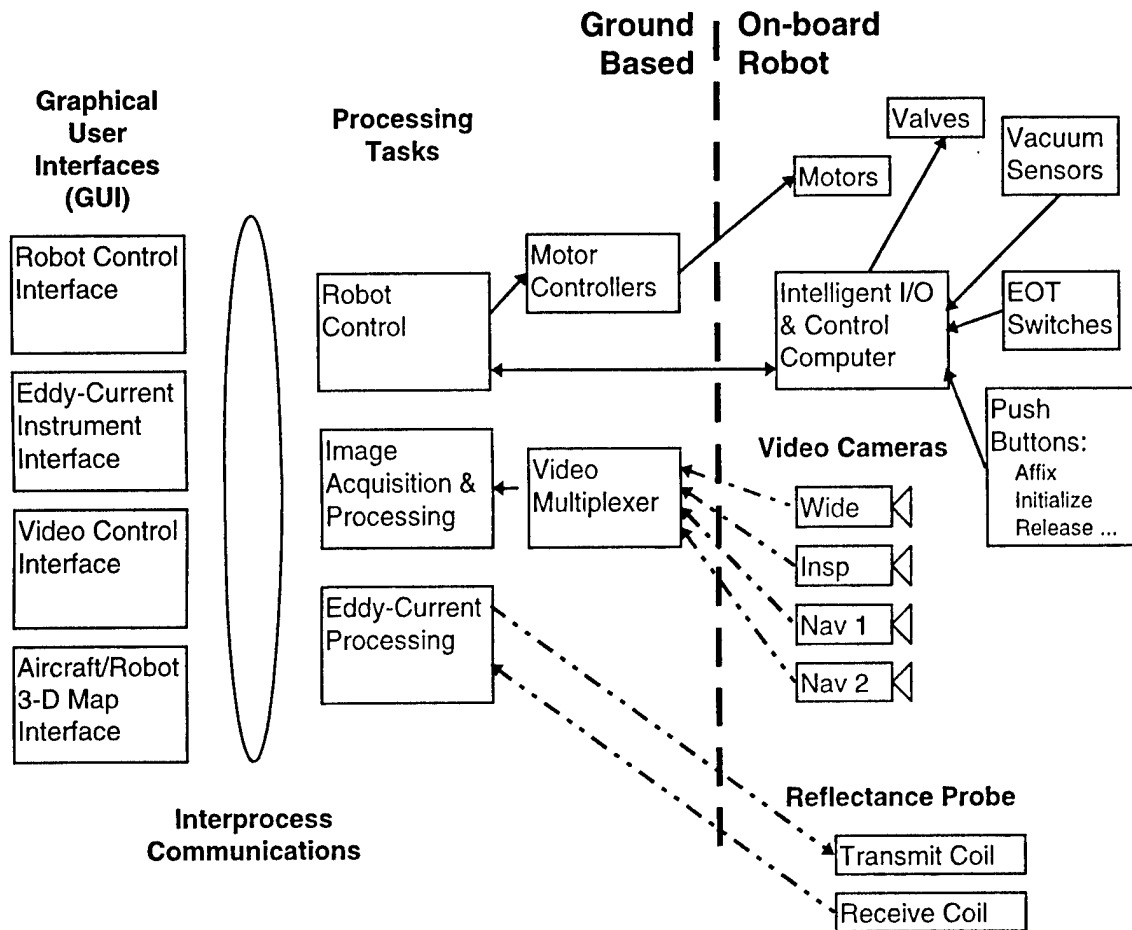 Ground
Based
On-board
Robot
Graphical
User
Interfaces
(GUI)
Robot Control
Interface
Eddy-Current
Instrument
Interface
Video Control
Interface
Aircraft/Robot
3-D Map
Interface
Interprocess
Communications
Processing
Tasks
Robot
Control
Motor
Controllers
Image
Acquisition &
Processing
Video
Multiplexer
Eddy-Current
Processing
Motors
Valves
Vacuum
Sensors
Intelligent I/O
& Control
Computer
EOT
Switches
Push
Buttons:
Affix
Initialize
Release ...
Video Cameras
Wide
Insp
Nav 1
Nav 2
Reflectance Probe
Transmit Coil
Receive Coil